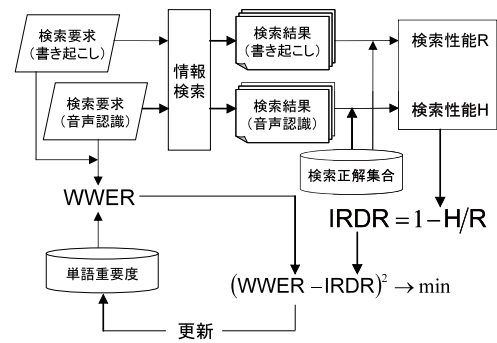 検索要求
(書き起こし)
情報
検索
検索結果
(書き起こし)
検索性能R
検索要求
(音声認識)
検索結果
(音声認識)
検索性能H
検索正解集合
WWER
IRDR = 1 − H/R
単語重要度
(WWER − IRDR)² → min
更新